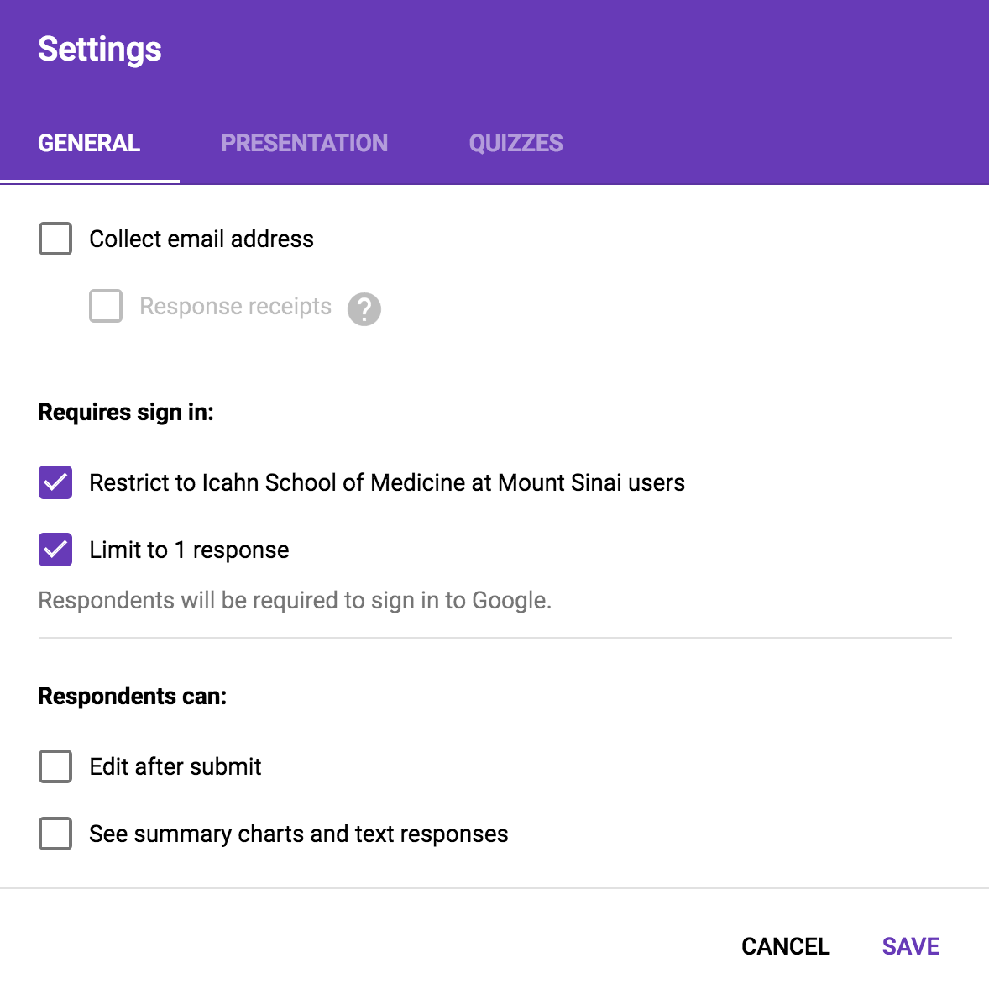 Settings
GENERAL PRESENTATION QUIZZES
Collect email address
Response receipts ?
Requires sign in:
Restrict to Icahn School of Medicine at Mount Sinai users
Limit to 1 response
Respondents will be required to sign in to Google.
Respondents can:
Edit after submit
See summary charts and text responses
CANCEL SAVE